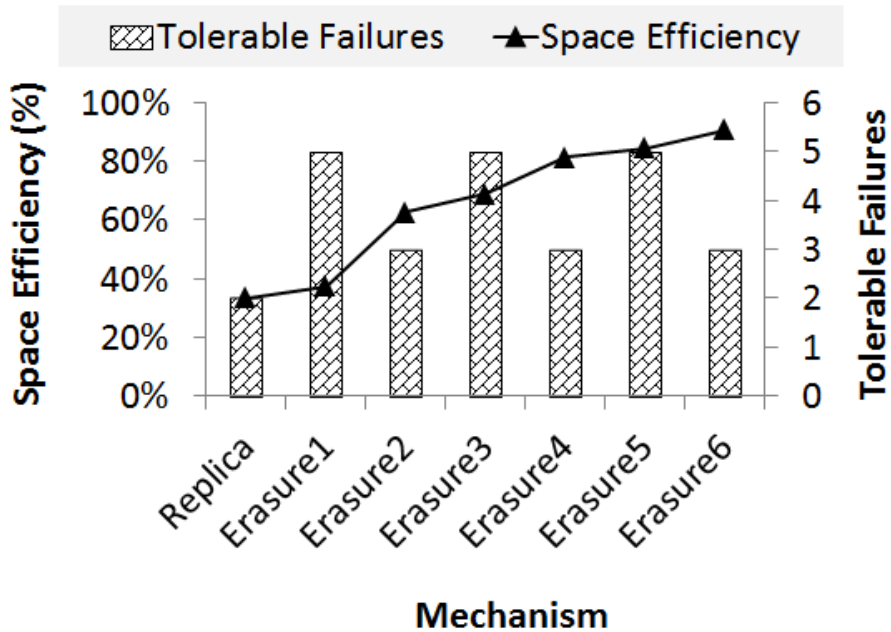 Tolerable Failures Space Efficiency
Space Efficiency (%)
100%
80%
60%
40%
20%
0%
6
5
4
3
2
1
0
Tolerable Failures
Replica
Erasure1
Erasure2
Erasure3
Erasure4
Erasure5
Erasure6
Mechanism